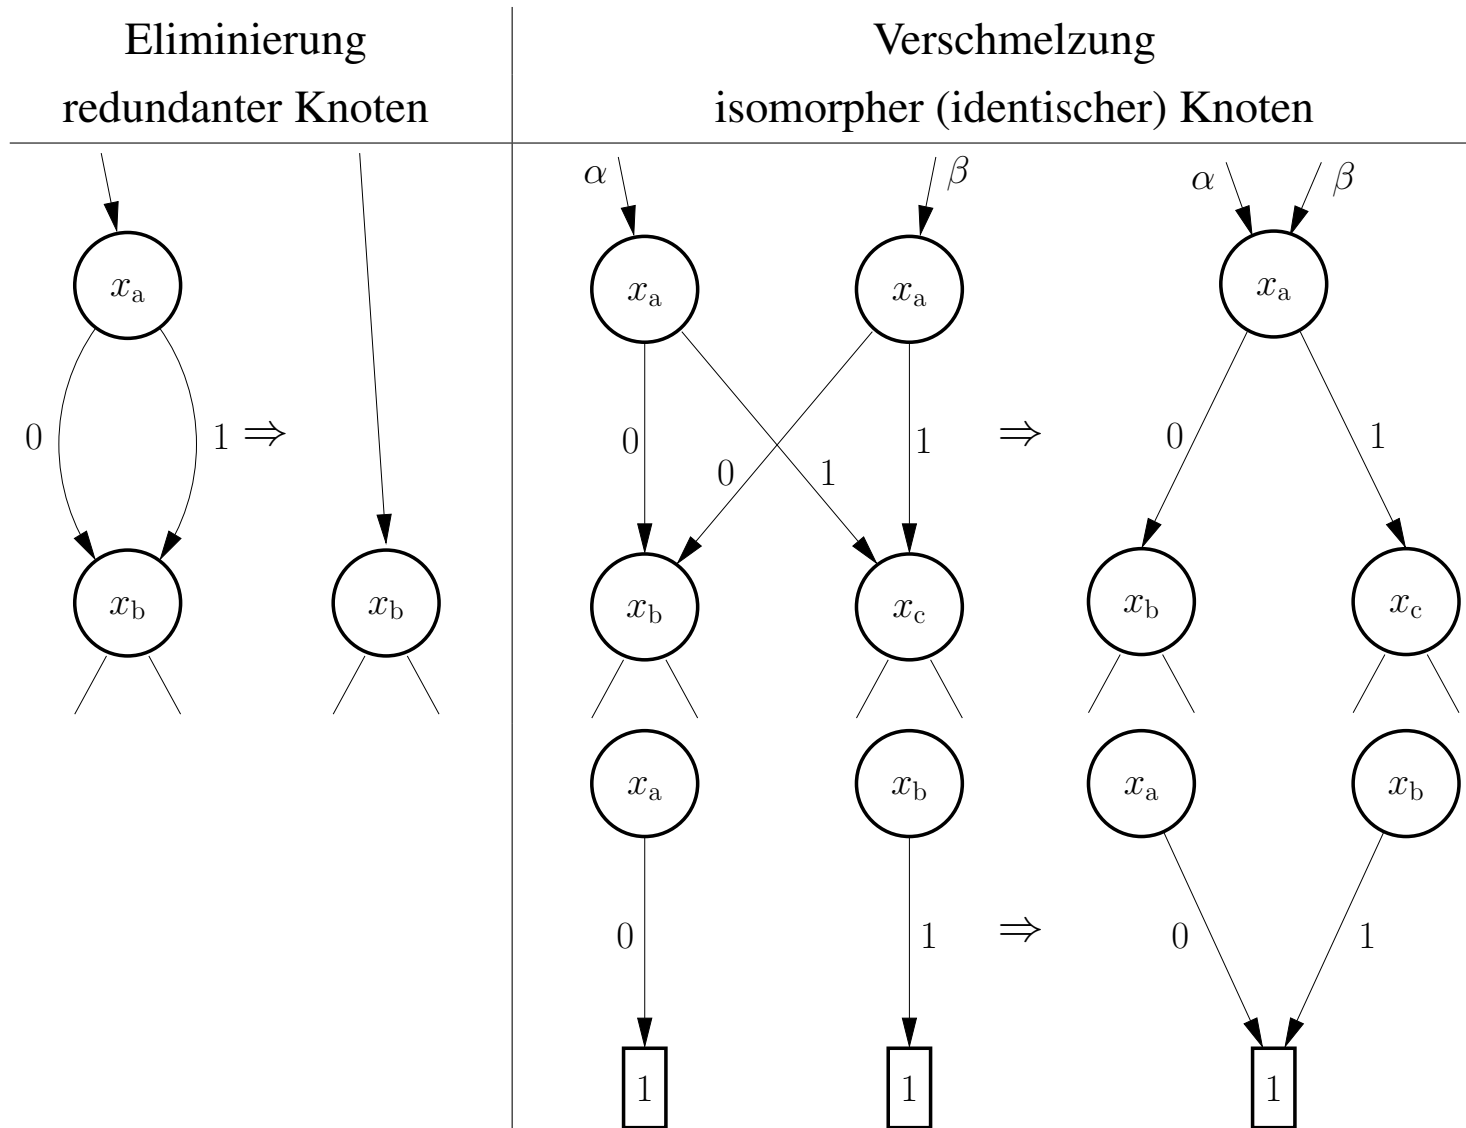 Eliminierung
redundanter Knoten
Verschmelzung
isomorpher (identischer) Knoten
x_a
0 1 ⇒
x_b x_b
α β α β
x_a x_a x_a
0 0 1 1 ⇒ 0 1
x_b x_c x_b x_c
x_a x_b x_a x_b
0 1 ⇒ 0 1
1 1 1